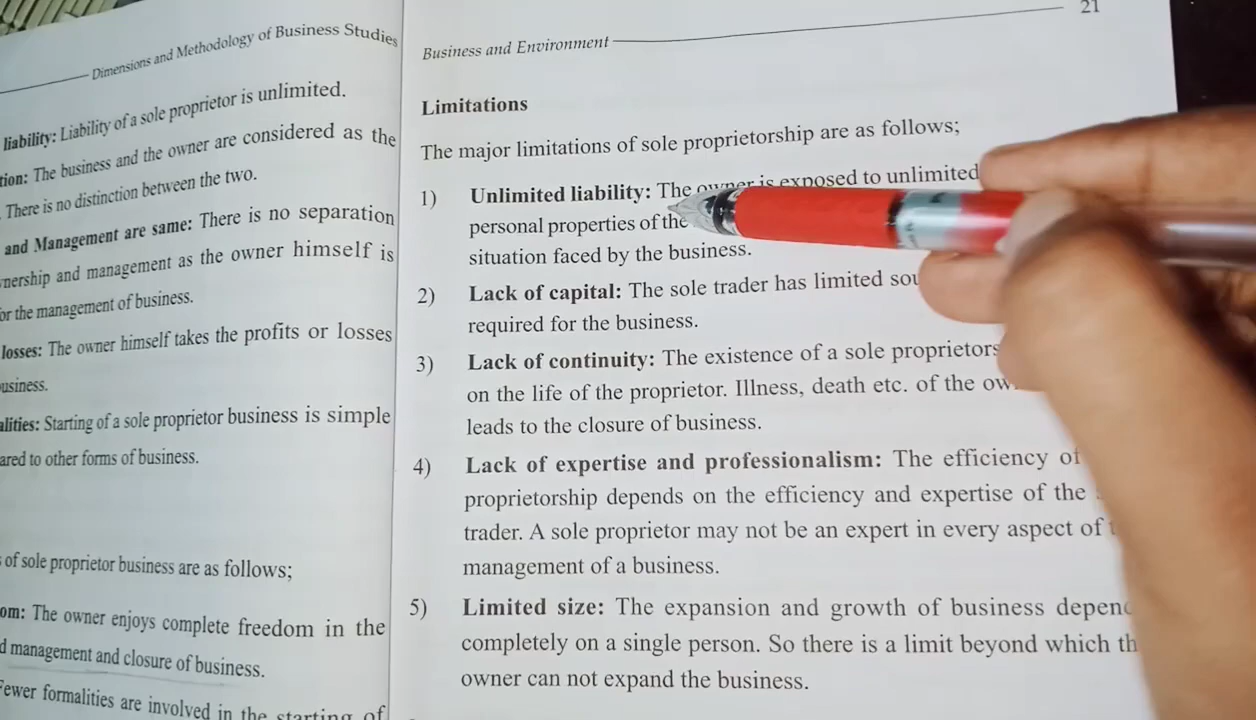 Dimensions and Methodology of Business Studies
liability: Liability of a sole proprietor is unlimited.
tion: The business and the owner are considered as the
There is no distinction between the two.
and Management are same: There is no separation
nership and management as the owner himself is
or the management of business.
losses: The owner himself takes the profits or losses
usiness.
alities: Starting of a sole proprietor business is simple
ared to other forms of business.
of sole proprietor business are as follows;
om: The owner enjoys complete freedom in the
d management and closure of business.
Fewer formalities are involved in the starting of
21
Business and Environment
Limitations
The major limitations of sole proprietorship are as follows;
1) Unlimited liability: The owner is exposed to unlimited
personal properties of the
situation faced by the business.
2) Lack of capital: The sole trader has limited sou
required for the business.
3) Lack of continuity: The existence of a sole proprietors
on the life of the proprietor. Illness, death etc. of the ow
leads to the closure of business.
4) Lack of expertise and professionalism: The efficiency of
proprietorship depends on the efficiency and expertise of the
trader. A sole proprietor may not be an expert in every aspect of
management of a business.
5) Limited size: The expansion and growth of business depend
completely on a single person. So there is a limit beyond which th
owner can not expand the business.